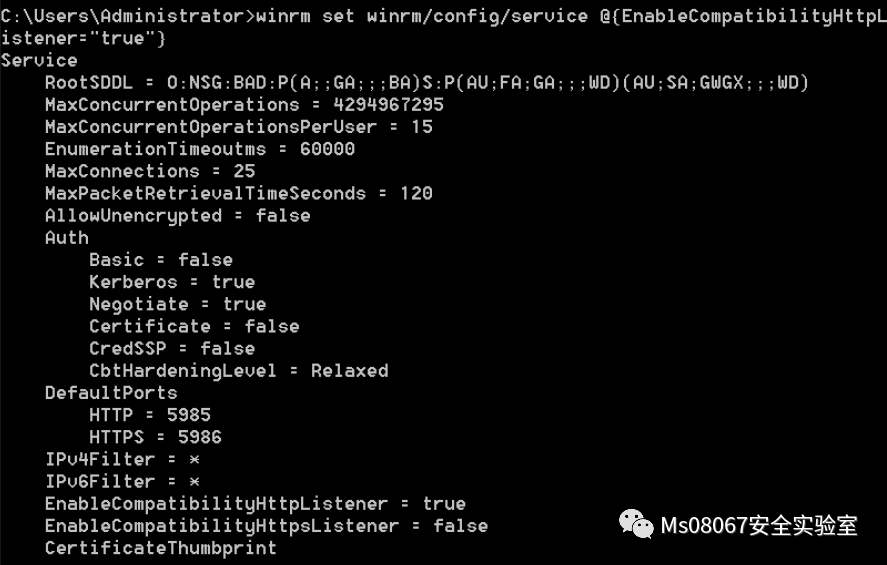 C:\Users\Administrator>winrm set winrm/config/service @{EnableCompatibilityHttpL
istener="true"}
Service
    RootSDDL = O:NSG:BAD:P(A;;GA;;;BA)S:P(AU;FA;GA;;;WD)(AU;SA;GWGX;;;WD)
    MaxConcurrentOperations = 4294967295
    MaxConcurrentOperationsPerUser = 15
    EnumerationTimeoutms = 60000
    MaxConnections = 25
    MaxPacketRetrievalTimeSeconds = 120
    AllowUnencrypted = false
    Auth
        Basic = false
        Kerberos = true
        Negotiate = true
        Certificate = false
        CredSSP = false
        CbtHardeningLevel = Relaxed
    DefaultPorts
        HTTP = 5985
        HTTPS = 5986
    IPv4Filter = *
    IPv6Filter = *
    EnableCompatibilityHttpListener = true
    EnableCompatibilityHttpsListener = false
    CertificateThumbprint
Ms08067安全实验室